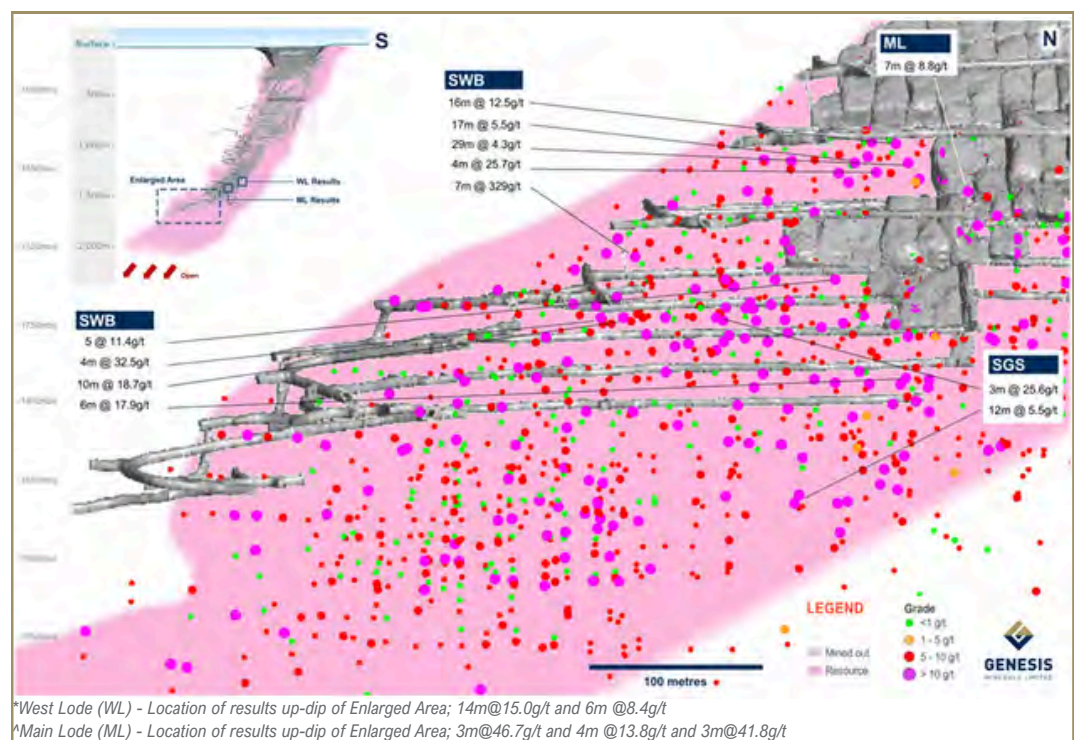 S
N
Surface
Enlarged Area
WL Results
ML Results
Open
SWB
16m @ 12.5g/t
17m @ 5.5g/t
29m @ 4.3g/t
4m @ 25.7g/t
7m @ 329g/t
ML
7m @ 8.8g/t
SWB
5 @ 11.4g/t
4m @ 32.5g/t
10m @ 18.7g/t
6m @ 17.9g/t
SGS
3m @ 25.6g/t
12m @ 5.5g/t
LEGEND
Mined out
Resource
Grade
<1 g/t
1 - 5 g/t
5 - 10 g/t
> 10 g/t
100 metres
GENESIS
MINERALS LIMITED
*West Lode (WL) - Location of results up-dip of Enlarged Area; 14m@15.0g/t and 6m @8.4g/t
^Main Lode (ML) - Location of results up-dip of Enlarged Area; 3m@46.7g/t and 4m @13.8g/t and 3m@41.8g/t